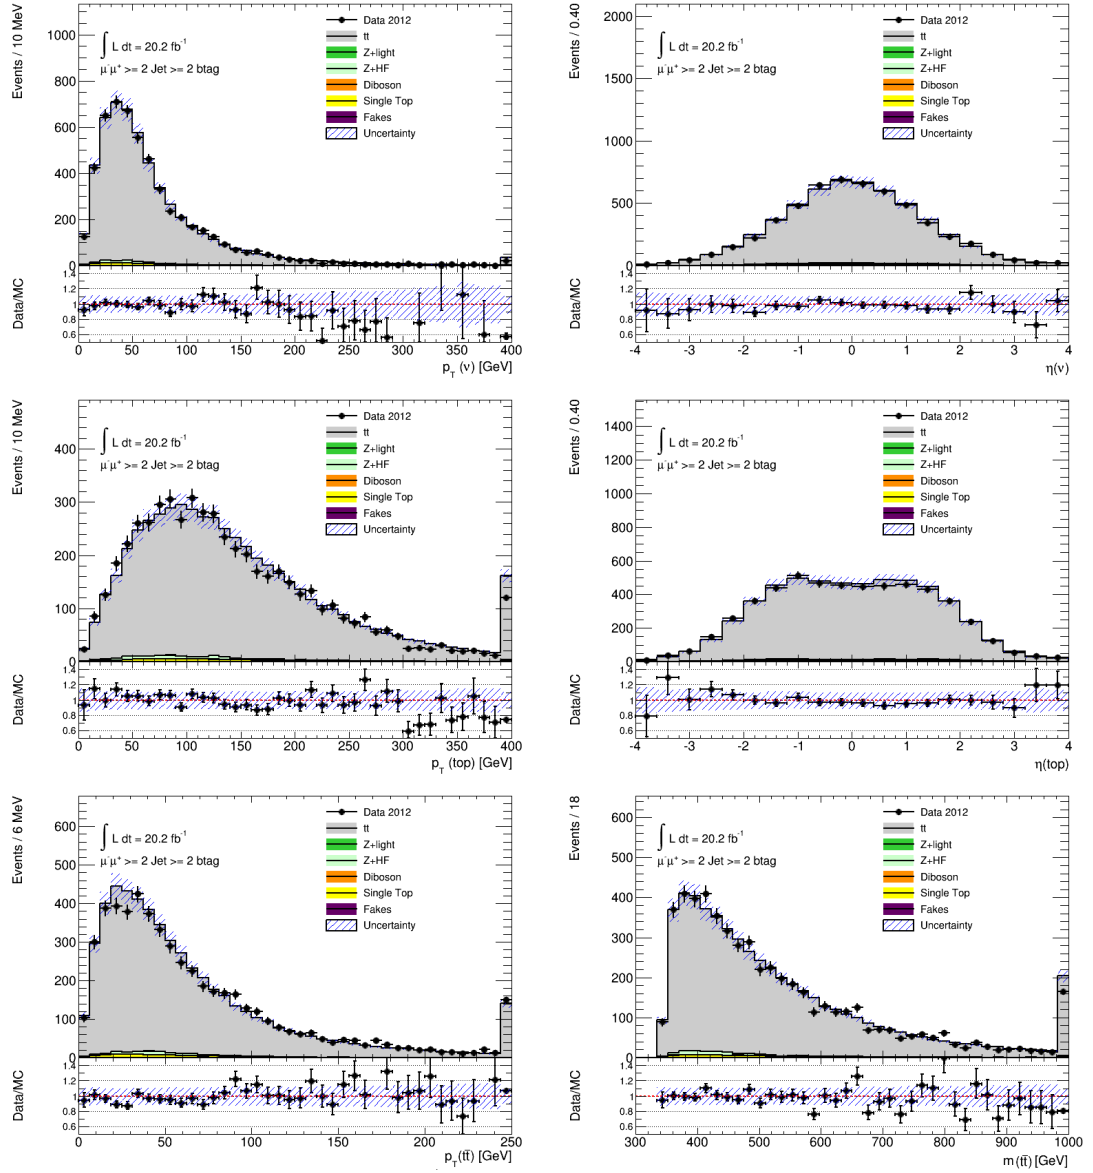 Events / 10 MeV
1000
800
600
400
200
0
∫ L dt = 20.2 fb⁻¹
μ⁻μ⁺ >= 2 Jet >= 2 btag
Data 2012
tt
Z+light
Z+HF
Diboson
Single Top
Fakes
Uncertainty
Data/MC
1.4
1.2
1
0.8
0.6
0 50 100 150 200 250 300 350 400
p_T (ν) [GeV]
Events / 0.40
2000
1500
1000
500
0
∫ L dt = 20.2 fb⁻¹
μ⁻μ⁺ >= 2 Jet >= 2 btag
Data 2012
tt
Z+light
Z+HF
Diboson
Single Top
Fakes
Uncertainty
Data/MC
1.4
1.2
1
0.8
0.6
-4 -3 -2 -1 0 1 2 3 4
η(ν)
Events / 10 MeV
400
300
200
100
0
∫ L dt = 20.2 fb⁻¹
μ⁻μ⁺ >= 2 Jet >= 2 btag
Data 2012
tt
Z+light
Z+HF
Diboson
Single Top
Fakes
Uncertainty
Data/MC
1.4
1.2
1
0.8
0.6
0 50 100 150 200 250 300 350 400
p_T (top) [GeV]
Events / 0.40
1400
1200
1000
800
600
400
200
0
∫ L dt = 20.2 fb⁻¹
μ⁻μ⁺ >= 2 Jet >= 2 btag
Data 2012
tt
Z+light
Z+HF
Diboson
Single Top
Fakes
Uncertainty
Data/MC
1.4
1.2
1
0.8
0.6
-4 -3 -2 -1 0 1 2 3 4
η(top)
Events / 6 MeV
600
500
400
300
200
100
0
∫ L dt = 20.2 fb⁻¹
μ⁻μ⁺ >= 2 Jet >= 2 btag
Data 2012
tt
Z+light
Z+HF
Diboson
Single Top
Fakes
Uncertainty
Data/MC
1.4
1.2
1
0.8
0.6
0 50 100 150 200 250
p_T(tt̄) [GeV]
Events / 18
600
500
400
300
200
100
0
∫ L dt = 20.2 fb⁻¹
μ⁻μ⁺ >= 2 Jet >= 2 btag
Data 2012
tt
Z+light
Z+HF
Diboson
Single Top
Fakes
Uncertainty
Data/MC
1.4
1.2
1
0.8
0.6
300 400 500 600 700 800 900 1000
m(tt̄) [GeV]